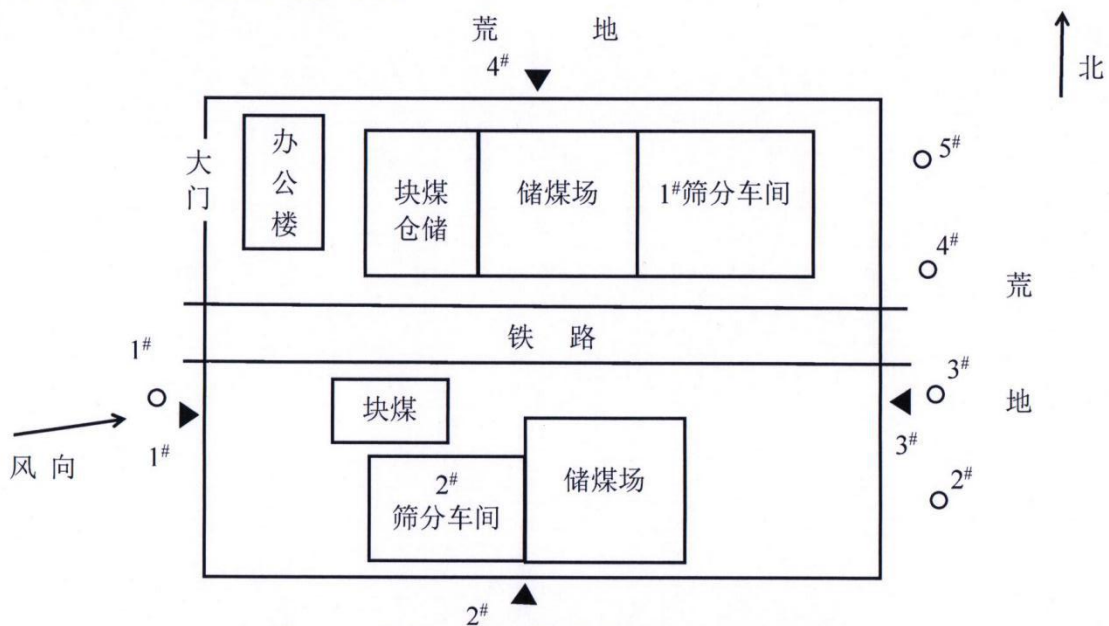 荒 地
4#
北
大门
办公楼
块煤
仓储
储煤场
1#筛分车间
5#
4#
荒
铁 路
1#
块煤
3#
地
1#
3#
风 向
2#
筛分车间
储煤场
2#
2#